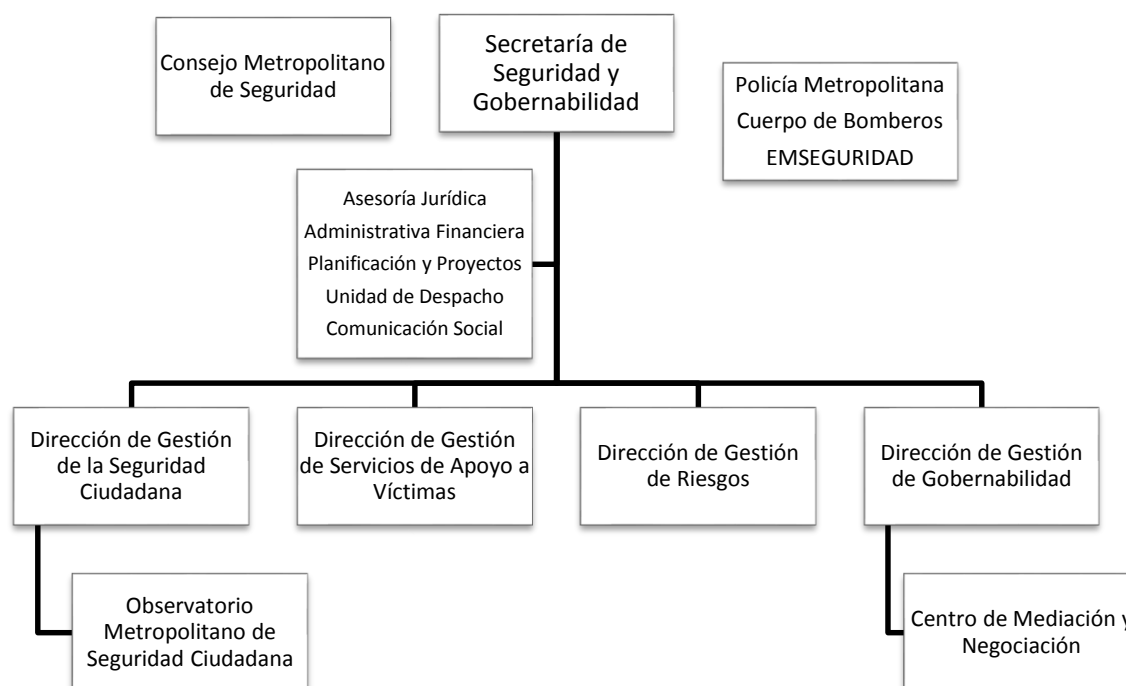 Consejo Metropolitano
de Seguridad
Secretaría de
Seguridad y
Gobernabilidad
Policía Metropolitana
Cuerpo de Bomberos
EMSEGURIDAD
Asesoría Jurídica
Administrativa Financiera
Planificación y Proyectos
Unidad de Despacho
Comunicación Social
Dirección de Gestión
de la Seguridad
Ciudadana
Dirección de Gestión
de Servicios de Apoyo a
Víctimas
Dirección de Gestión
de Riesgos
Dirección de Gestión
de Gobernabilidad
Observatorio
Metropolitano de
Seguridad Ciudadana
Centro de Mediación y
Negociación